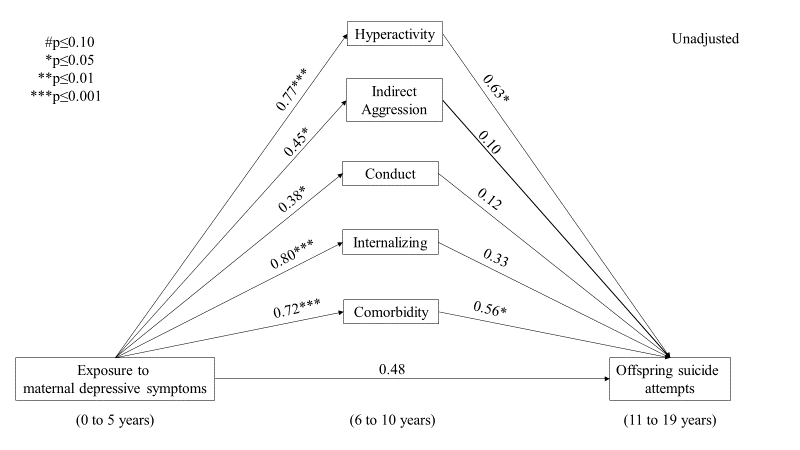 #p≤0.10
*p≤0.05
**p≤0.01
***p≤0.001
Unadjusted
Hyperactivity
Indirect
Aggression
Conduct
Internalizing
Comorbidity
0.77***
0.45*
0.38*
0.80***
0.72***
0.63*
0.10
0.12
0.33
0.56*
0.48
Exposure to
maternal depressive symptoms
Offspring suicide
attempts
(0 to 5 years)
(6 to 10 years)
(11 to 19 years)